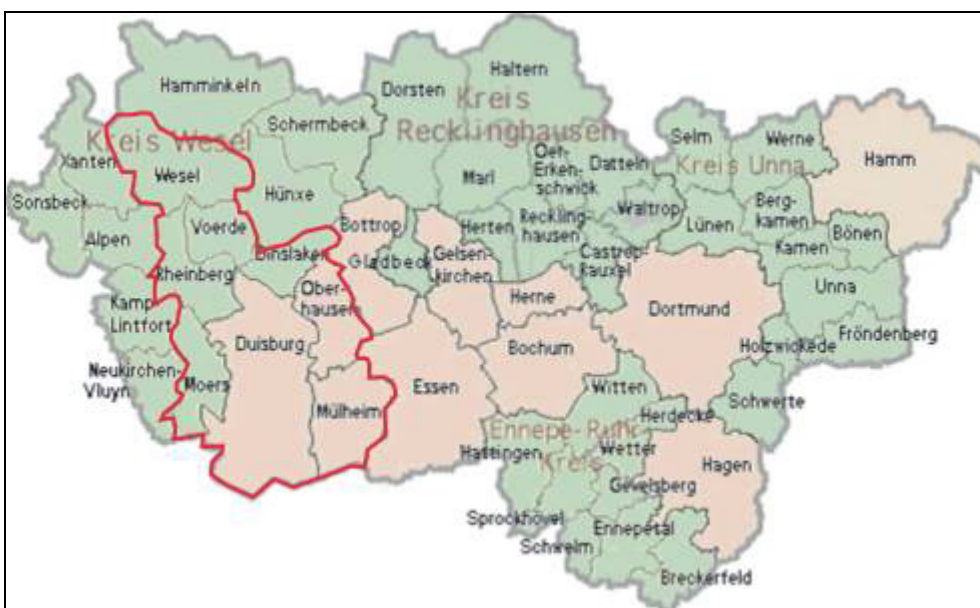 Haltern
Dorsten
Hamminkeln
Kreis
Recklinghausen
Schermbeck
Kreis Wesel
Selm
Werne
Kreis Unna
Hamm
Xanten
Wesel
Oer-
Erken-
schwick
Datteln
Marl
Sonsbeck
Hünxe
Voerde
Bottrop
Herten
Reckling-
hausen
Waltrop
Lünen
Berg-
kamen
Bönen
Kamen
Alpen
Dinslaken
Gladbeck
Gelsen-
kirchen
Castrop-
Rauxel
Rheinberg
Ober-
hausen
Herne
Unna
Kamp-
Lintfort
Dortmund
Duisburg
Bochum
Holzwickede
Fröndenberg
Neukirchen-
Vluyn
Moers
Essen
Witten
Mülheim
Herdecke
Schwerte
Ennepe-Ruhr
Kreis
Hattingen
Wetter
Hagen
Gevelsberg
Sprockhövel
Ennepetal
Schwelm
Breckerfeld